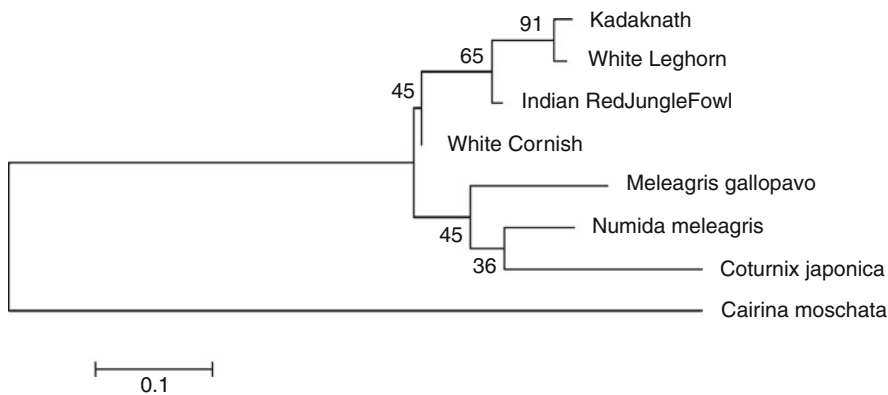 91
Kadaknath
65
White Leghorn
45
Indian RedJungleFowl
White Cornish
Meleagris gallopavo
45
Numida meleagris
36
Coturnix japonica
Cairina moschata
0.1